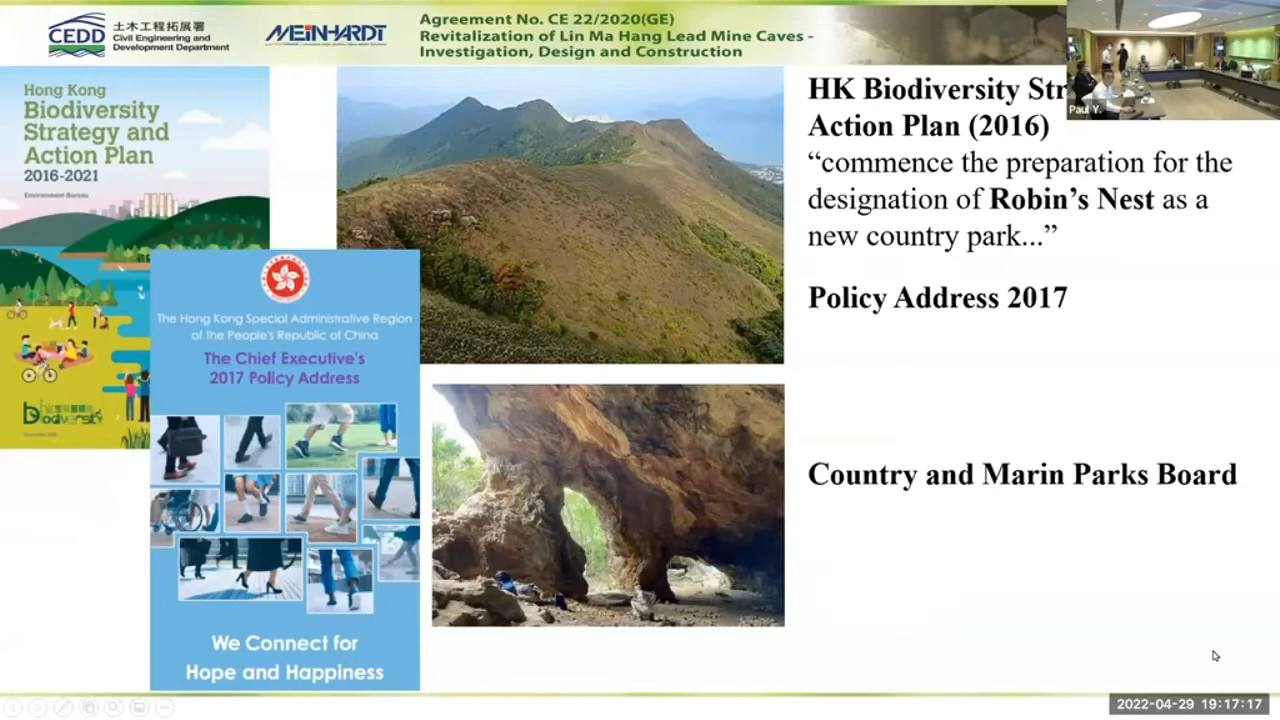 CEDD
土木工程拓展署
Civil Engineering and
Development Department
MEINHARDT
Agreement No. CE 22/2020(GE)
Revitalization of Lin Ma Hang Lead Mine Caves -
Investigation, Design and Construction
Paul Y.
Hong Kong
Biodiversity
Strategy and
Action Plan
2016-2021
Environment Bureau
The Hong Kong Special Administrative Region
of the People's Republic of China
The Chief Executive's
2017 Policy Address
We Connect for
Hope and Happiness
HK Biodiversity Str
Action Plan (2016)
“commence the preparation for the
designation of Robin’s Nest as a
new country park...”
Policy Address 2017
Country and Marin Parks Board
2022-04-29 19:17:17